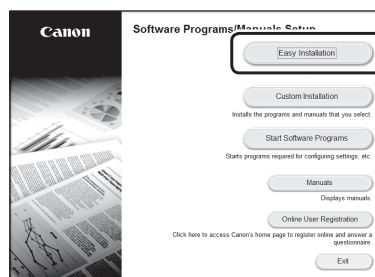 Canon
Software Programs/Manuals Setup
Easy Installation
Custom Installation
Installs the programs and manuals that you select.
Start Software Programs
Starts programs required for configuring settings, etc
Manuals
Displays manuals.
Online User Registration
Click here to access Canon's home page to register online and answer a
questionnaire.
Exit